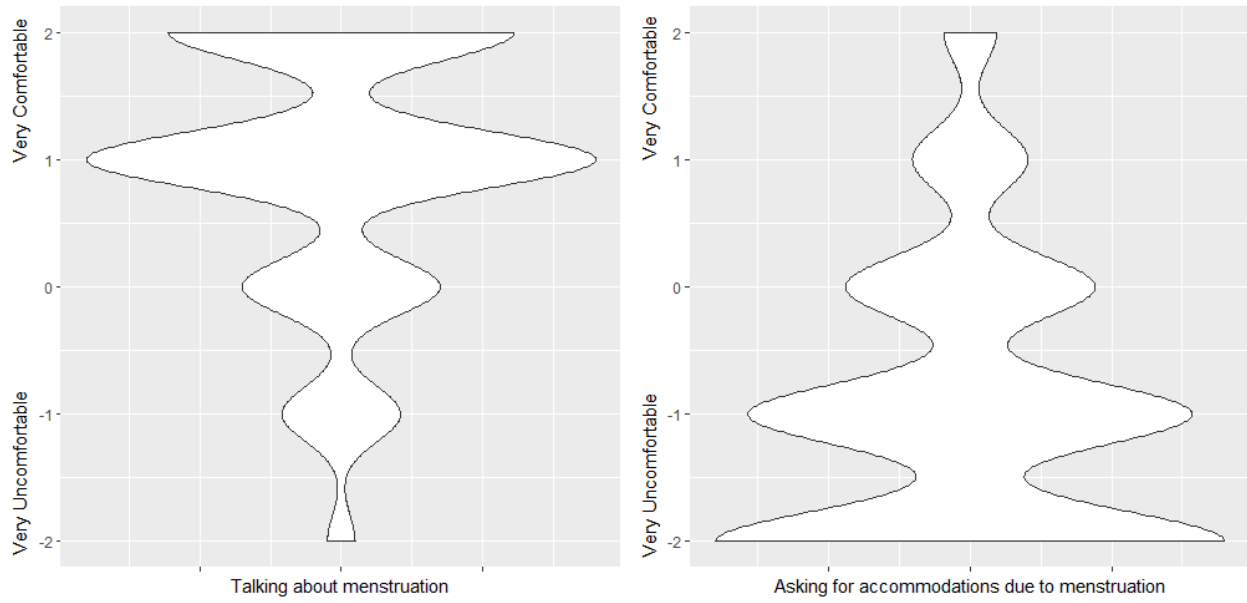 Very Comfortable
Very Uncomfortable
2
1
0
-1
-2
Talking about menstruation
Very Comfortable
Very Uncomfortable
2
1
0
-1
-2
Asking for accommodations due to menstruation